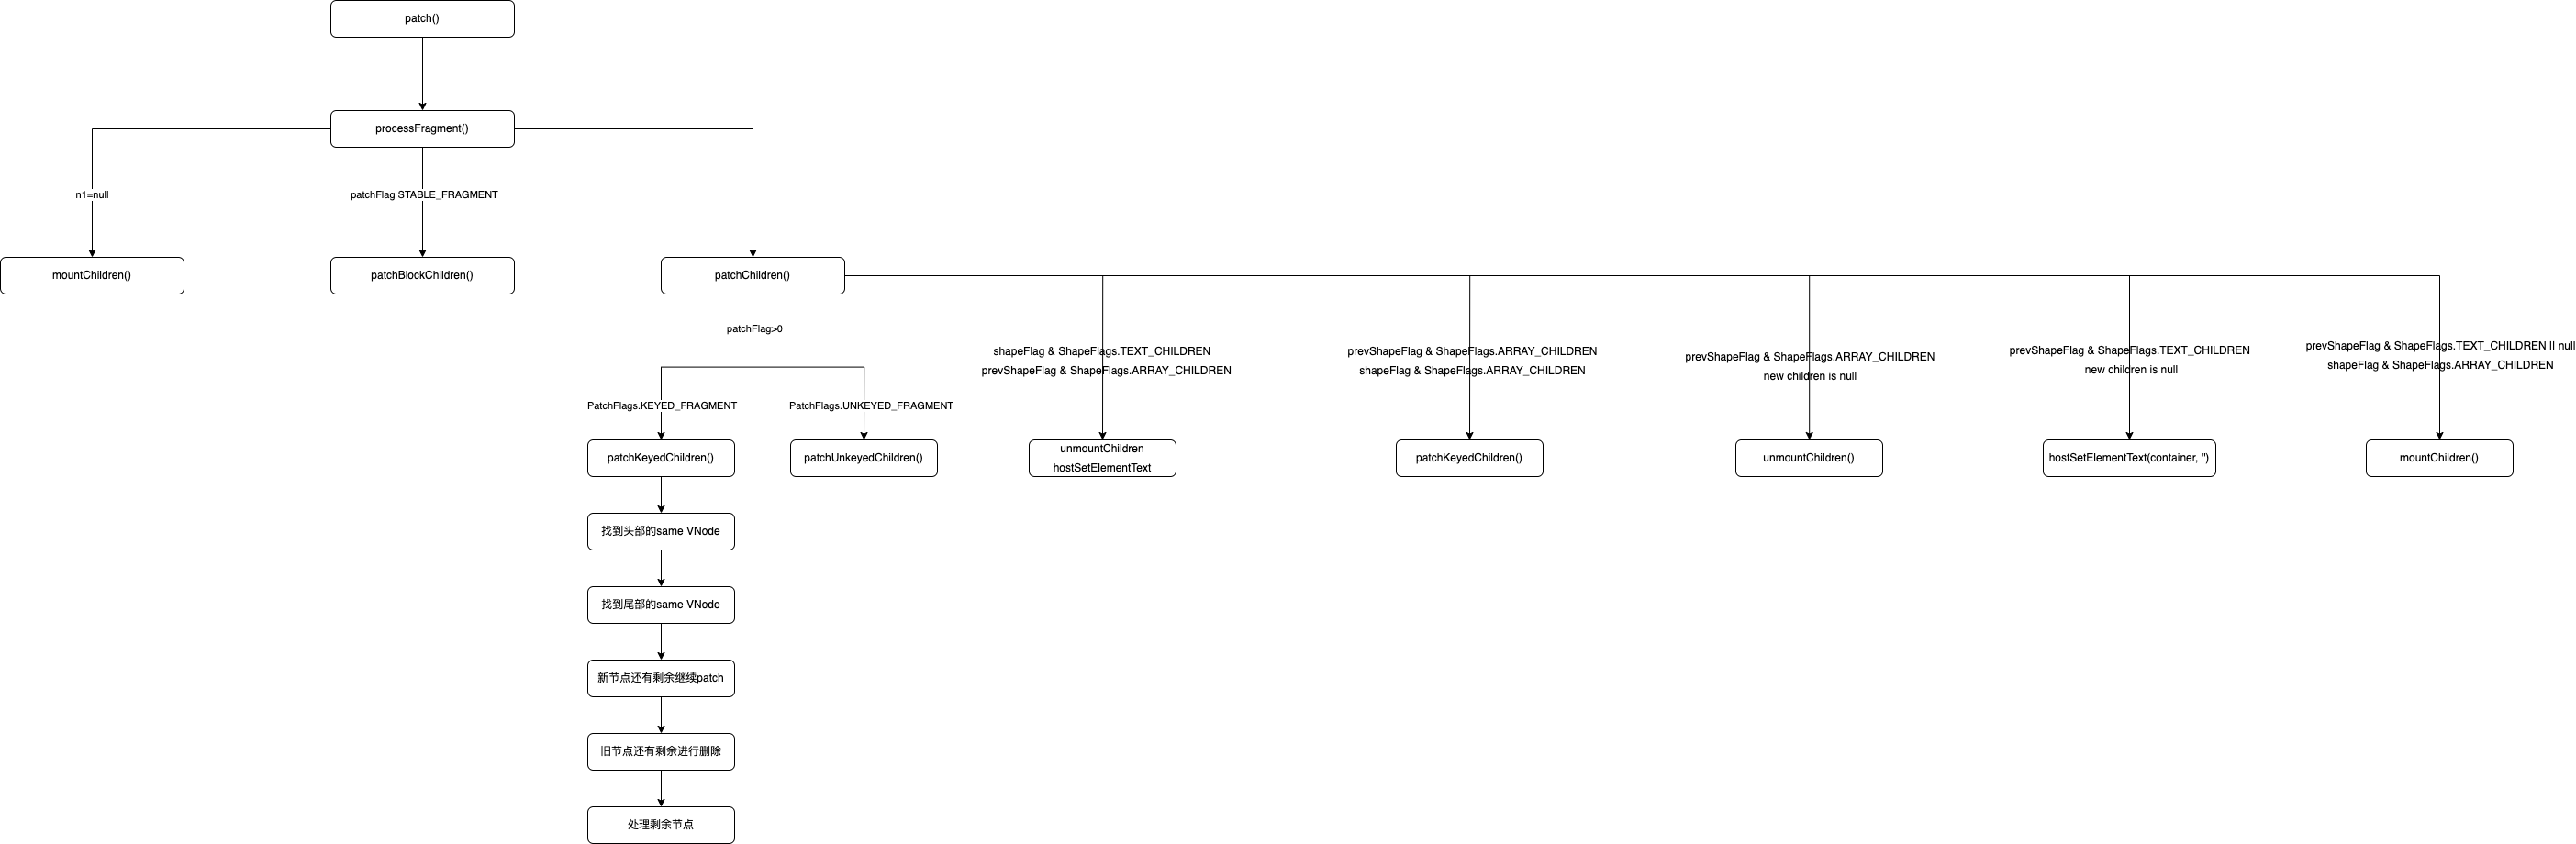 patch()
processFragment()
n1=null
patchFlag STABLE_FRAGMENT
mountChildren()
patchBlockChildren()
patchChildren()
patchFlag>0
shapeFlag & ShapeFlags.TEXT_CHILDREN
prevShapeFlag & ShapeFlags.ARRAY_CHILDREN
prevShapeFlag & ShapeFlags.ARRAY_CHILDREN
shapeFlag & ShapeFlags.ARRAY_CHILDREN
prevShapeFlag & ShapeFlags.ARRAY_CHILDREN
new children is null
prevShapeFlag & ShapeFlags.TEXT_CHILDREN
new children is null
prevShapeFlag & ShapeFlags.TEXT_CHILDREN II null
shapeFlag & ShapeFlags.ARRAY_CHILDREN
PatchFlags.KEYED_FRAGMENT
PatchFlags.UNKEYED_FRAGMENT
patchKeyedChildren()
patchUnkeyedChildren()
unmountChildren
hostSetElementText
patchKeyedChildren()
unmountChildren()
hostSetElementText(container, '')
mountChildren()
找到头部的same VNode
找到尾部的same VNode
新节点还有剩余继续patch
旧节点还有剩余进行删除
处理剩余节点